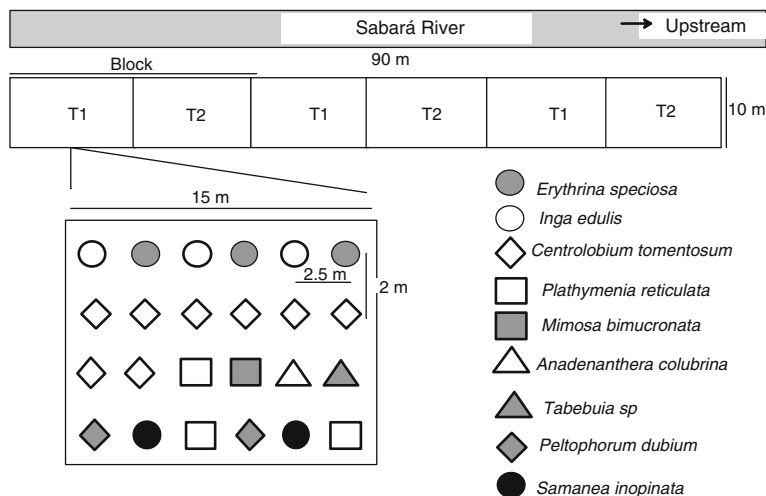 Sabará River
Upstream
Block
90 m
T1 T2 T1 T2 T1 T2
10 m
15 m
2.5 m
2 m
Erythrina speciosa
Inga edulis
Centrolobium tomentosum
Plathymenia reticulata
Mimosa bimucronata
Anadenanthera colubrina
Tabebuia sp
Peltophorum dubium
Samanea inopinata